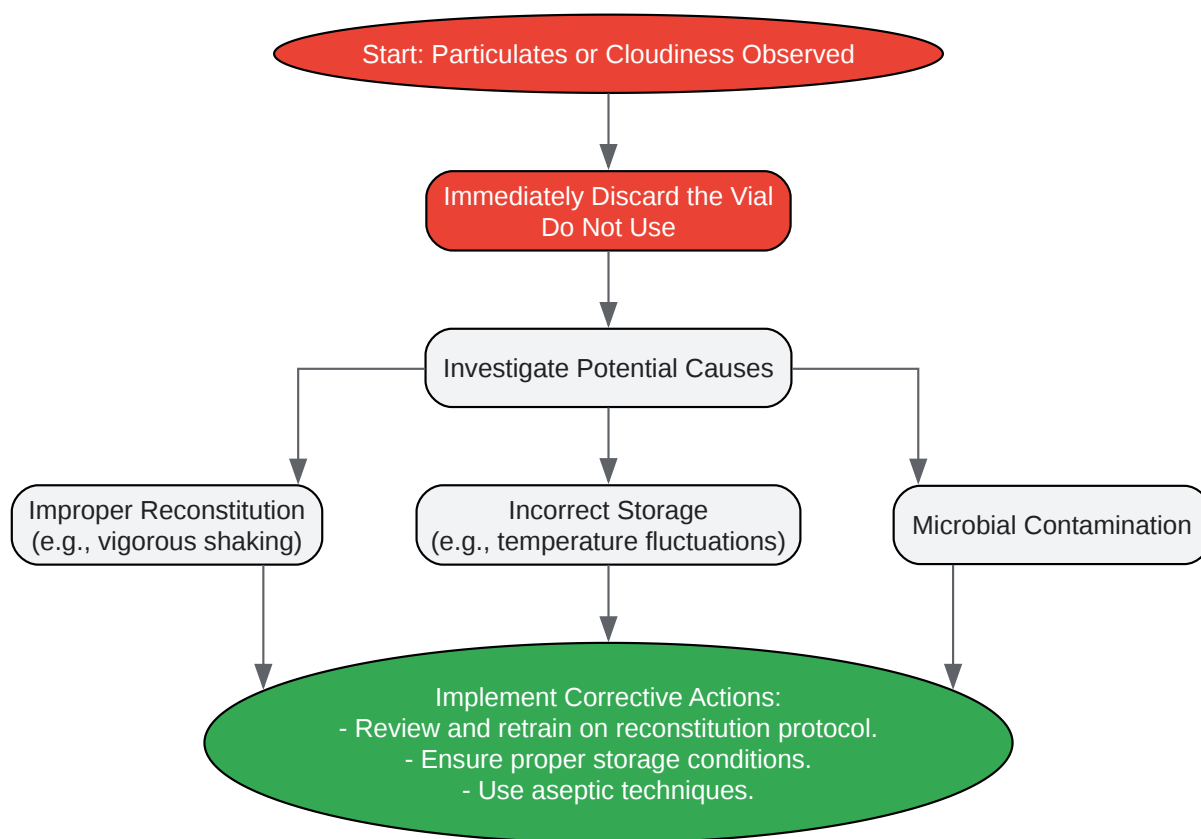 Start: Particulates or Cloudiness Observed
Immediately Discard the Vial
Do Not Use
Investigate Potential Causes
Improper Reconstitution
(e.g., vigorous shaking)
Incorrect Storage
(e.g., temperature fluctuations)
Microbial Contamination
Implement Corrective Actions:
- Review and retrain on reconstitution protocol.
- Ensure proper storage conditions.
- Use aseptic techniques.